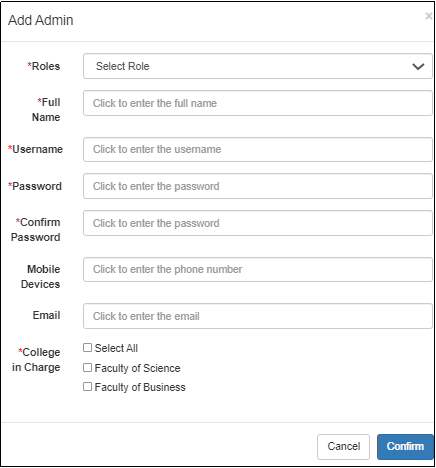 Add Admin ×
*Roles Select Role
*Full Name Click to enter the full name
*Username Click to enter the username
*Password Click to enter the password
*Confirm Password Click to enter the password
Mobile Devices Click to enter the phone number
Email Click to enter the email
*College in Charge Select All
Faculty of Science
Faculty of Business
Cancel Confirm